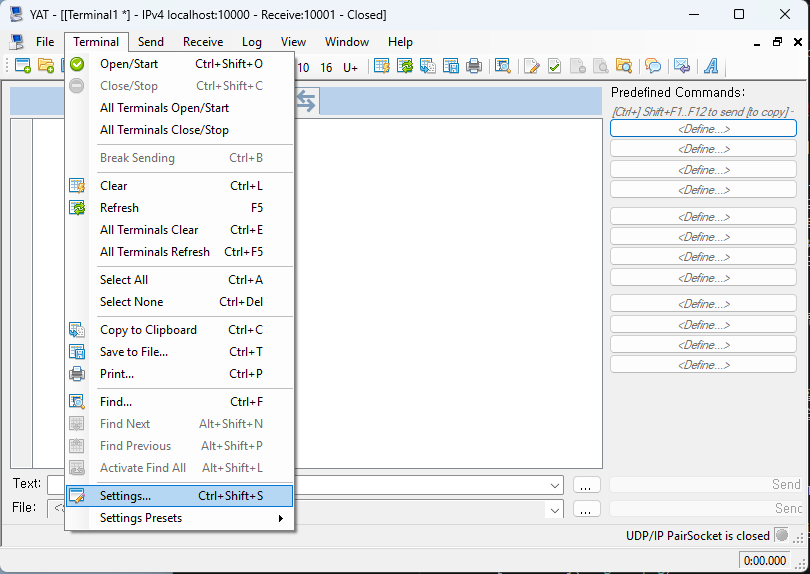 YAT - [[Terminal1 *] - IPv4 localhost:10000 - Receive:10001 - Closed]
File Terminal Send Receive Log View Window Help
10 16 U+
Open/Start Ctrl+Shift+O
Close/Stop Ctrl+Shift+C
All Terminals Open/Start
All Terminals Close/Stop
Break Sending Ctrl+B
Clear Ctrl+L
Refresh F5
All Terminals Clear Ctrl+E
All Terminals Refresh Ctrl+F5
Select All Ctrl+A
Select None Ctrl+Del
Copy to Clipboard Ctrl+C
Save to File... Ctrl+T
Print... Ctrl+P
Find... Ctrl+F
Find Next Alt+Shift+N
Find Previous Alt+Shift+P
Activate Find All Alt+Shift+L
Settings... Ctrl+Shift+S
Settings Presets
Predefined Commands:
[Ctrl+] Shift+F1..F12 to send [to copy] -
<Define...>
<Define...>
<Define...>
<Define...>
<Define...>
<Define...>
<Define...>
<Define...>
<Define...>
<Define...>
<Define...>
<Define...>
Text: ... Send
File: ... Send
UDP/IP PairSocket is closed
0:00.000